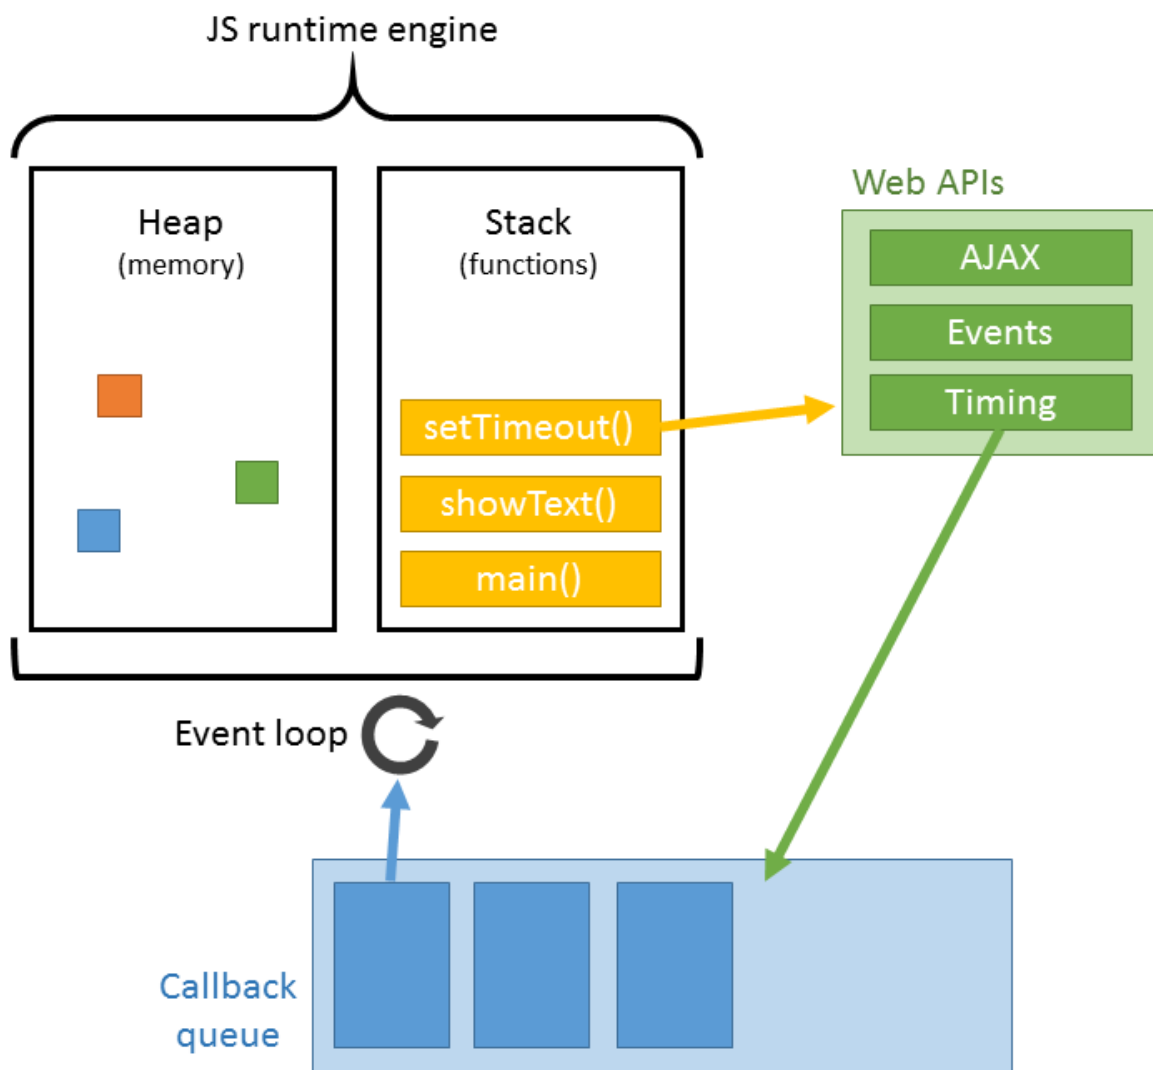 JS runtime engine
Heap
(memory)
Stack
(functions)
setTimeout()
showText()
main()
Web APIs
AJAX
Events
Timing
Event loop
Callback
queue